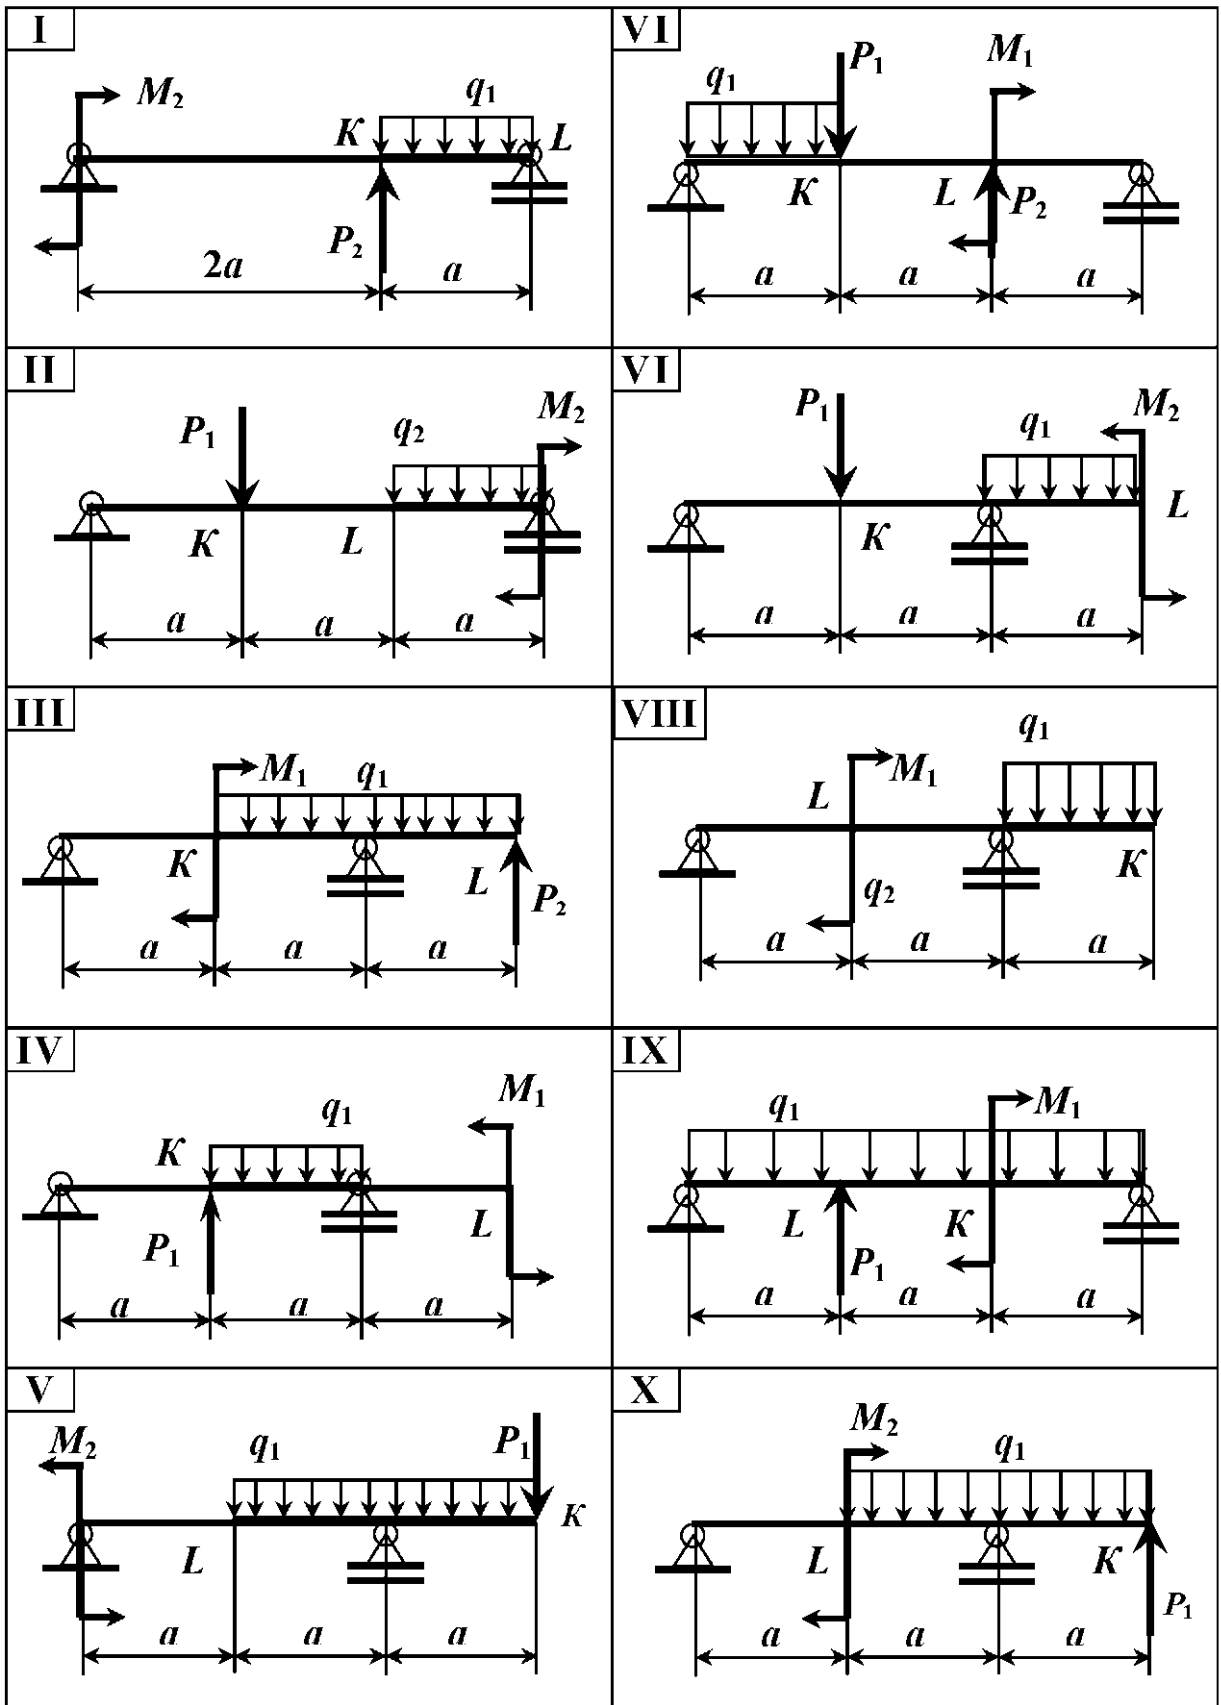 I
M₂
q₁
K
L
P₂
2a
a
VI
P₁
M₁
q₁
K
L
P₂
a
a
a
II
M₂
P₁
q₂
K
L
a
a
a
VI
P₁
q₁
M₂
K
L
a
a
a
III
M₁
q₁
K
L
P₂
a
a
a
VIII
q₁
M₁
L
K
q₂
a
a
a
IV
M₁
q₁
K
P₁
L
a
a
a
IX
q₁
M₁
L
K
P₁
a
a
a
V
M₂
q₁
P₁
K
L
a
a
a
X
M₂
q₁
L
K
P₁
a
a
a